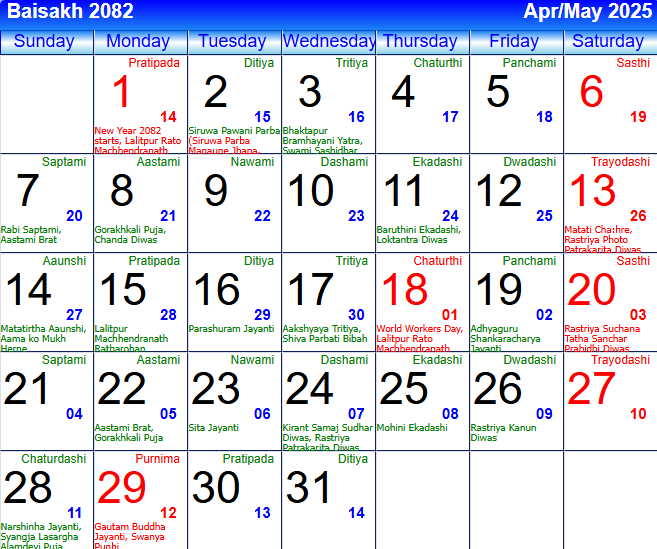 Baisakh 2082 Apr/May 2025
Sunday Monday Tuesday Wednesday Thursday Friday Saturday
Pratipada Ditiya Tritiya Chaturthi Panchami Sasthi
1 2 3 4 5 6
14 15 16 17 18 19
New Year 2082 Siruwa Pawani Parba Bhaktapur
starts, Lalitpur Rato (Siruwa Parba Bramhayani Yatra,
Machhendranath Manaune Jhana, Swami Sashidhar
Saptami Aastami Nawami Dashami Ekadashi Dwadashi Trayodashi
7 8 9 10 11 12 13
20 21 22 23 24 25 26
Rabi Saptami, Gorakhkali Puja, Baruthini Ekadashi, Matati Cha:hre,
Aastami Brat Chanda Diwas Loktantra Diwas Rastriya Photo
Patrakarita Diwas
Aaunshi Pratipada Ditiya Tritiya Chaturthi Panchami Sasthi
14 15 16 17 18 19 20
27 28 29 30 01 02 03
Matatirtha Aaunshi, Lalitpur Parashuram Jayanti Aakshyaya Tritiya, World Workers Day, Adhyaguru Rastriya Suchana
Aama ko Mukh Machhendranath Shiva Parbati Bibah Lalitpur Rato Shankaracharya Tatha Sanchar
Herne Ratharohan Machhendranath Jayanti Prabidhi Diwas
Saptami Aastami Nawami Dashami Ekadashi Dwadashi Trayodashi
21 22 23 24 25 26 27
04 05 06 07 08 09 10
Aastami Brat, Sita Jayanti Kirant Samaj Sudhar Mohini Ekadashi Rastriya Kanun
Gorakhkali Puja Diwas, Rastriya Diwas
Patrakarita Diwas
Chaturdashi Purnima Pratipada Ditiya
28 29 30 31
11 12 13 14
Narshinha Jayanti, Gautam Buddha
Syangja Lasargha Jayanti, Swanya
Alamdevi Puja Punhi